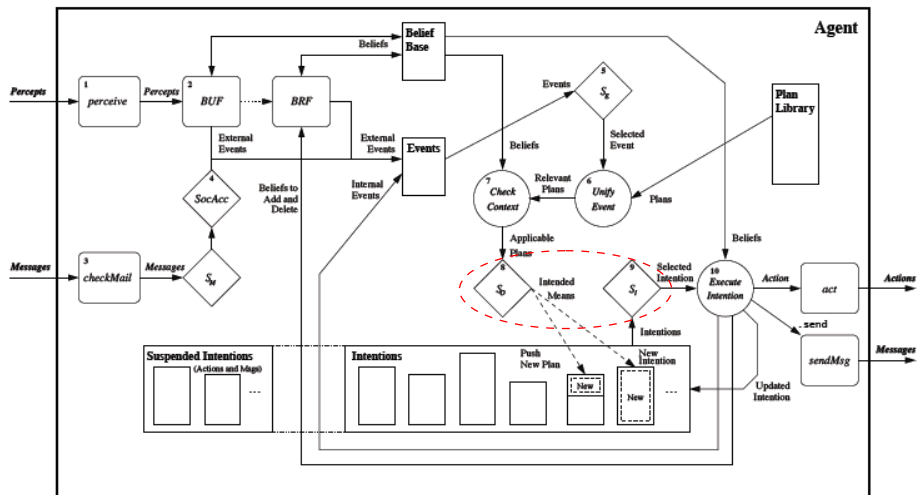 Agent
Belief
Base
Beliefs
Percepts
1
perceive
Percepts
2
BUF
BRF
Events
5
S_E
Plan
Library
External
Events
External
Events
Events
Selected
Event
Beliefs
4
SocAcc
Internal
Events
Beliefs to
Add and
Delete
7
Check
Context
Relevant
Plans
6
Unify
Event
Plans
Messages
3
checkMail
Messages
S_M
Applicable
Plans
Beliefs
8
S_O
Intended
Means
9
S_I
Selected
Intention
10
Execute
Intention
Action
act
Actions
.send
sendMsg
Messages
Intentions
Suspended Intentions
(Actions and Msgs)
...
Intentions
Push
New Plan
New
Intention
New
New
...
Updated
Intention